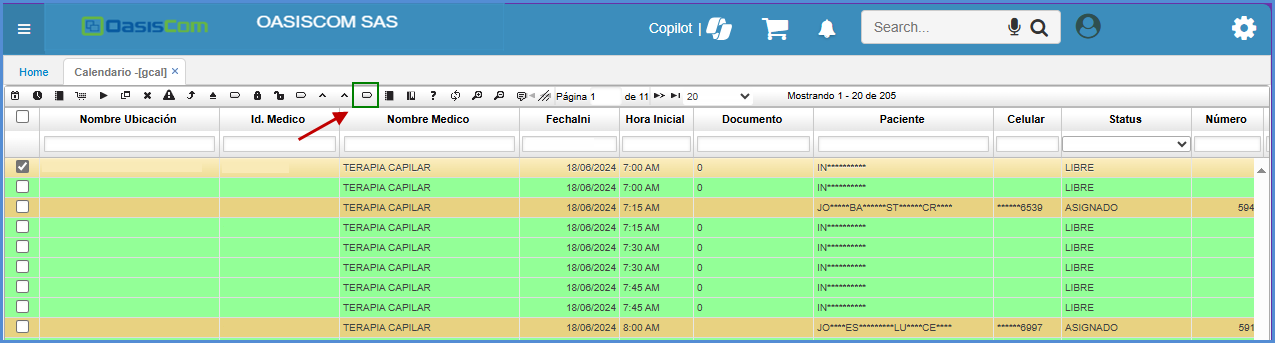 OasisCom OASISCOM SAS Copilot | Search...
Home Calendario -[gcal] ×
Página 1 de 11 20 Mostrando 1 - 20 de 205
Nombre Ubicación Id. Medico Nombre Medico FechaIni Hora Inicial Documento Paciente Celular Status Número
TERAPIA CAPILAR 18/06/2024 7:00 AM 0 IN********** LIBRE
TERAPIA CAPILAR 18/06/2024 7:00 AM 0 IN********** LIBRE
TERAPIA CAPILAR 18/06/2024 7:15 AM JO*****BA******ST******CR**** ******6539 ASIGNADO 594
TERAPIA CAPILAR 18/06/2024 7:15 AM 0 IN********** LIBRE
TERAPIA CAPILAR 18/06/2024 7:30 AM 0 IN********** LIBRE
TERAPIA CAPILAR 18/06/2024 7:30 AM 0 IN********** LIBRE
TERAPIA CAPILAR 18/06/2024 7:45 AM 0 IN********** LIBRE
TERAPIA CAPILAR 18/06/2024 7:45 AM 0 IN********** LIBRE
TERAPIA CAPILAR 18/06/2024 8:00 AM JO****ES*********LU****CE**** ******6997 ASIGNADO 591